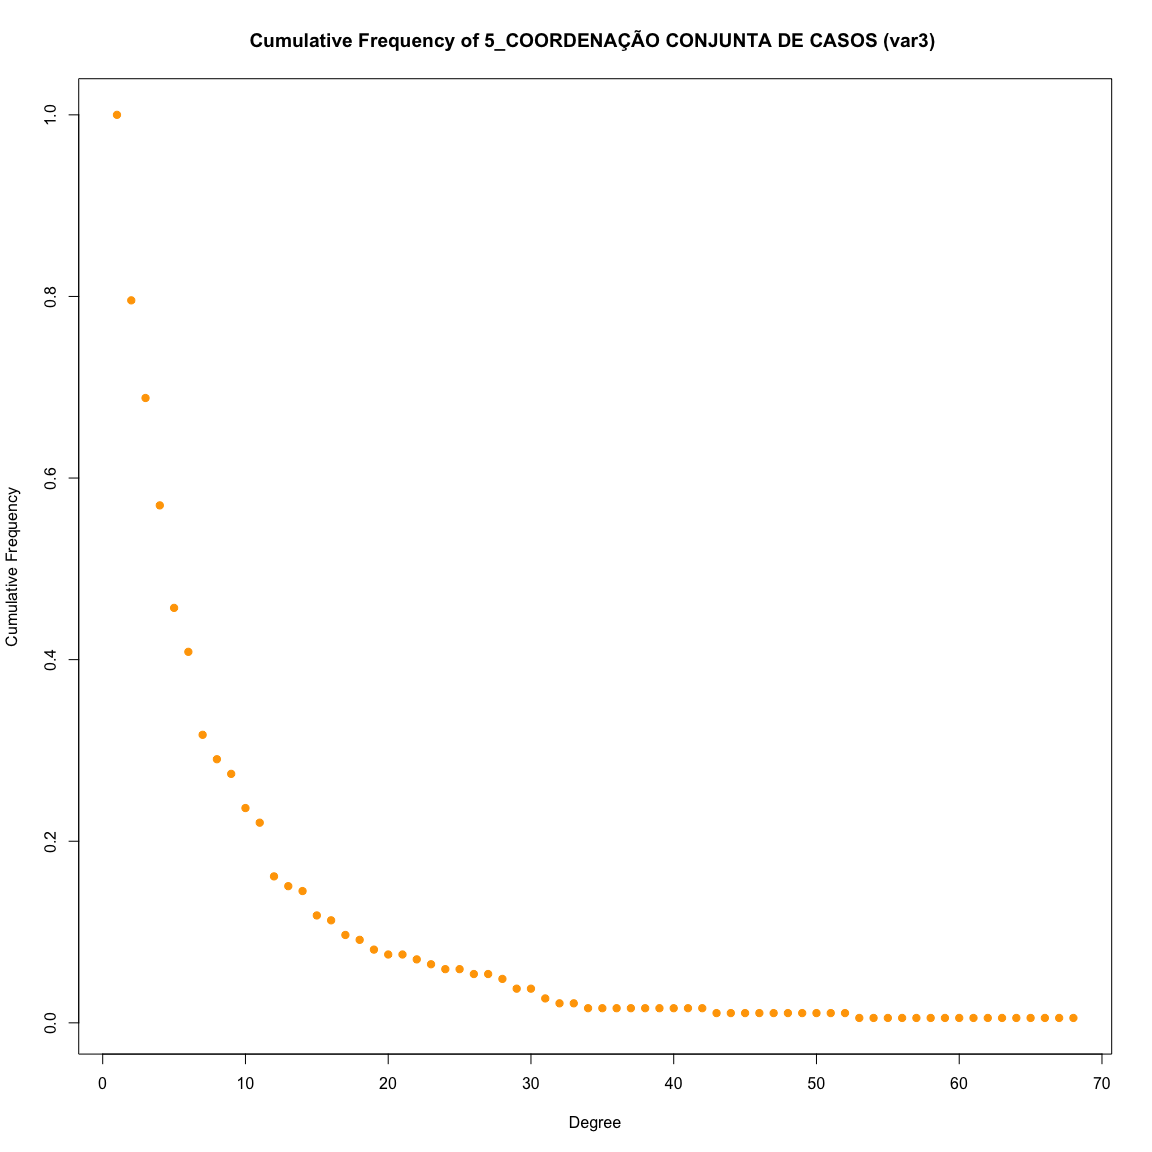 Cumulative Frequency of 5_COORDENAÇÃO CONJUNTA DE CASOS (var3)
Cumulative Frequency
1.0
0.8
0.6
0.4
0.2
0.0
0 10 20 30 40 50 60 70
Degree